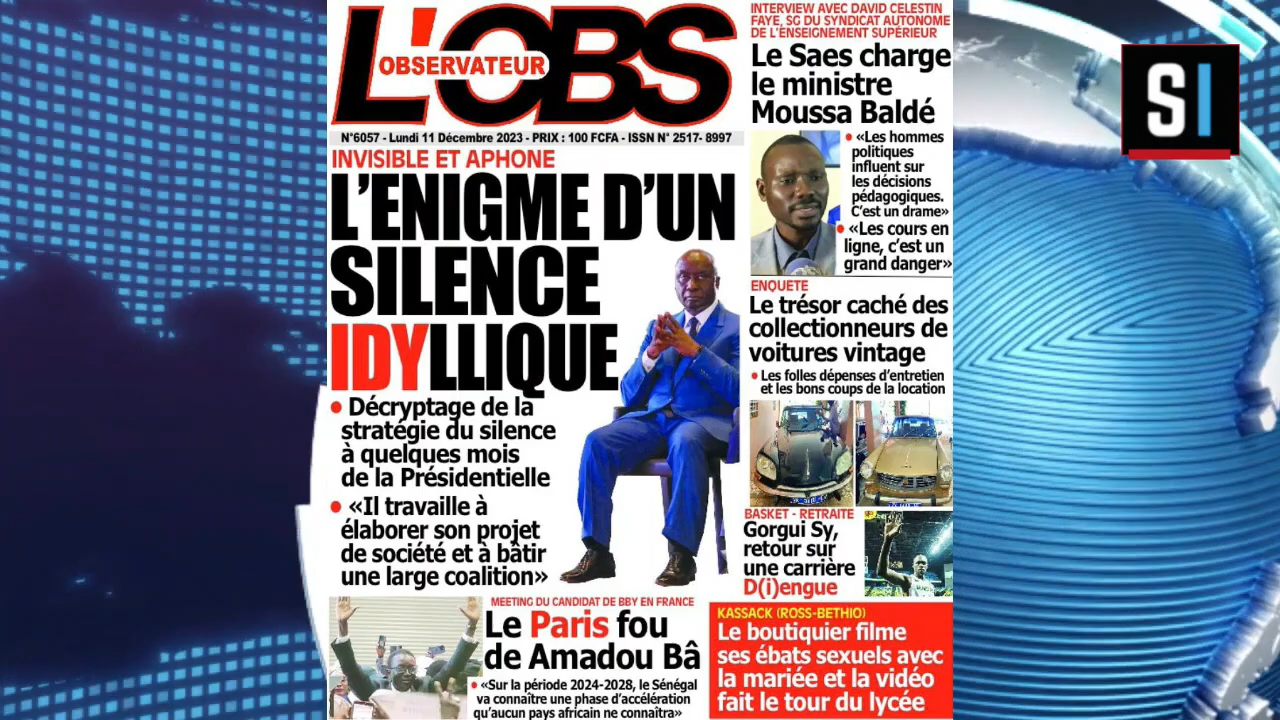 L'OBS
OBSERVATEUR
N°6057 - Lundi 11 Décembre 2023 - PRIX : 100 FCFA - ISSN N° 2517- 8997
INVISIBLE ET APHONE
L'ENIGME D'UN
SILENCE
IDYLLIQUE
• Décryptage de la
stratégie du silence
à quelques mois
de la Présidentielle
• «Il travaille à
élaborer son projet
de société et à bâtir
une large coalition»
MEETING DU CANDIDAT DE BBY EN FRANCE
Le Paris fou
de Amadou Bâ
• «Sur la période 2024-2028, le Sénégal
va connaître une phase d'accélération
qu'aucun pays africain ne connaîtra»
INTERVIEW AVEC DAVID CELESTIN
FAYE, SG DU SYNDICAT AUTONOME
DE L'ENSEIGNEMENT SUPÉRIEUR
Le Saes charge
le ministre
Moussa Baldé
• «Les hommes
politiques
influent sur
les décisions
pédagogiques.
C'est un drame»
• «Les cours en
ligne, c'est un
grand danger»
ENQUETE
Le trésor caché des
collectionneurs de
voitures vintage
• Les folles dépenses d'entretien
et les bons coups de la location
BASKET - RETRAITE
Gorgui Sy,
retour sur
une carrière
D(i)engue
KASSACK (ROSS-BETHIO)
Le boutiquier filme
ses ébats sexuels avec
la mariée et la vidéo
fait le tour du lycée
SI